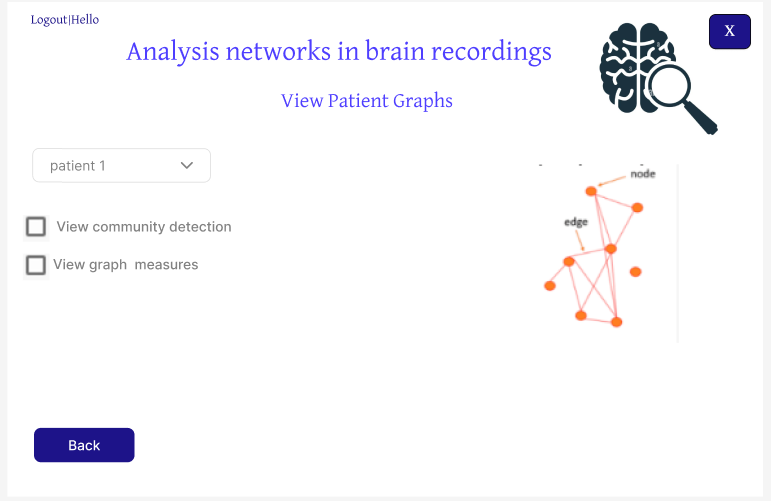 Logout|Hello
X
Analysis networks in brain recordings
View Patient Graphs
patient 1
node
edge
View community detection
View graph measures
Back